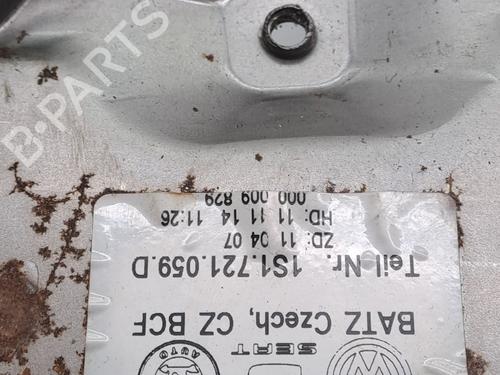 B-PARTS
000 009 829
HD: 11 11 14 11:26
ZD: 11 04 07
Teil Nr. 1S1.721.059.D
BATZ Czech, CZ BCF
SEAT
AUTO